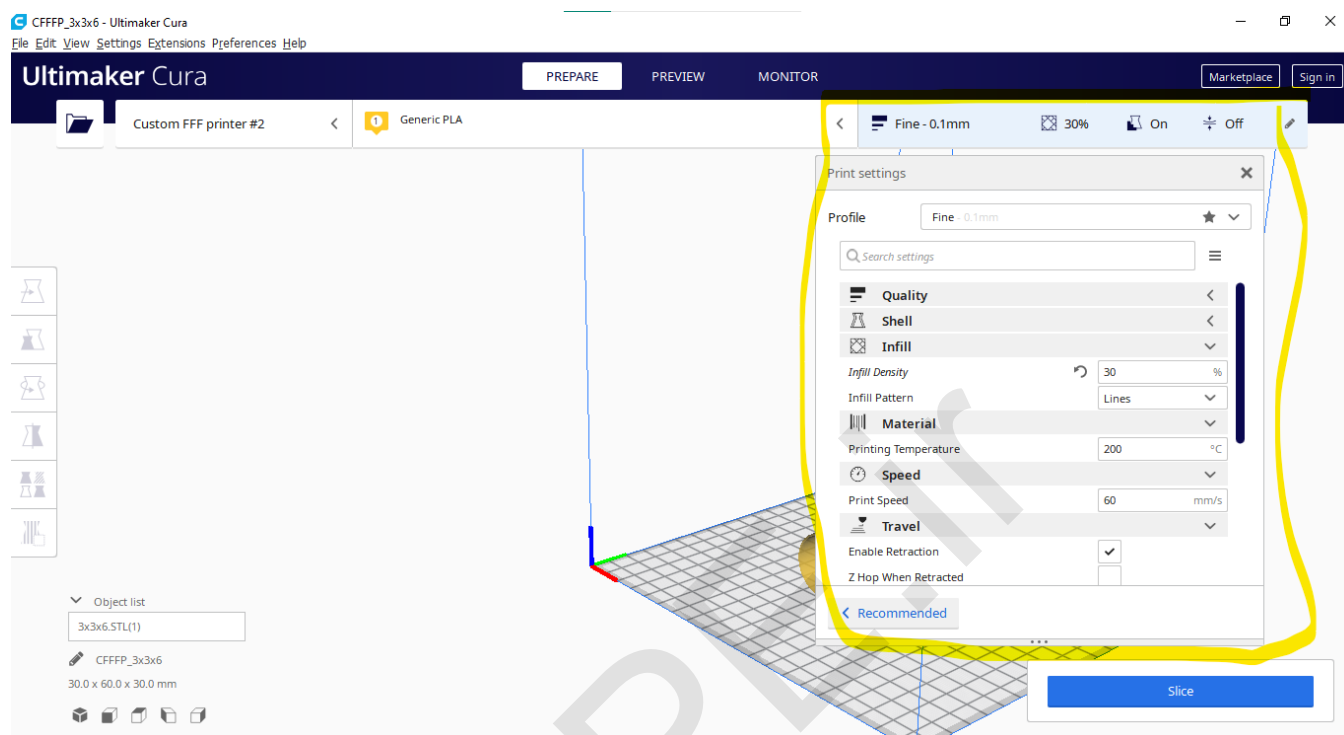 CFFFP_3x3x6 - Ultimaker Cura
File Edit View Settings Extensions Preferences Help
Ultimaker Cura
PREPARE PREVIEW MONITOR
Marketplace Sign in
Custom FFF printer #2
1 Generic PLA
Fine - 0.1mm 30% On Off
Print settings
Profile Fine - 0.1mm
Search settings
Quality
Shell
Infill
Infill Density 30 %
Infill Pattern Lines
Material
Printing Temperature 200 °C
Speed
Print Speed 60 mm/s
Travel
Enable Retraction
Z Hop When Retracted
Recommended
Object list
3x3x6.STL(1)
CFFFP_3x3x6
30.0 x 60.0 x 30.0 mm
Slice